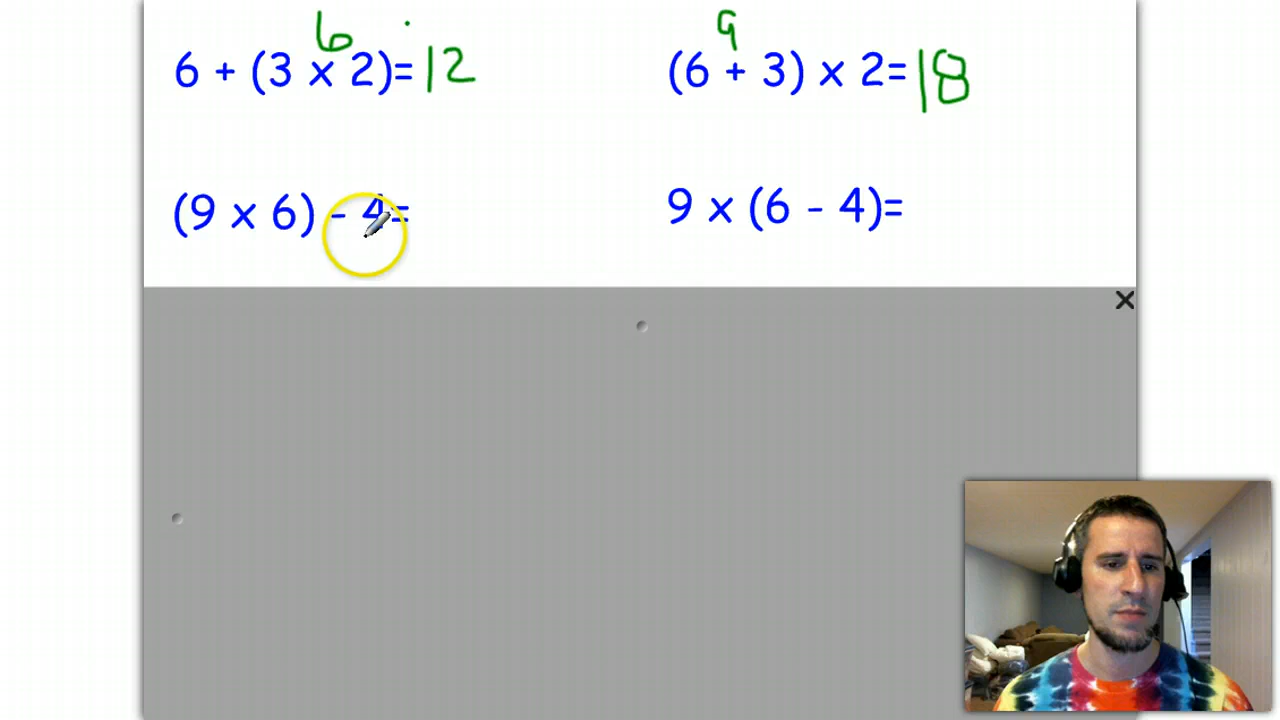 6 9
6 + (3 x 2)= 12 (6 + 3) x 2= 18
(9 x 6) - 4= 9 x (6 - 4)=